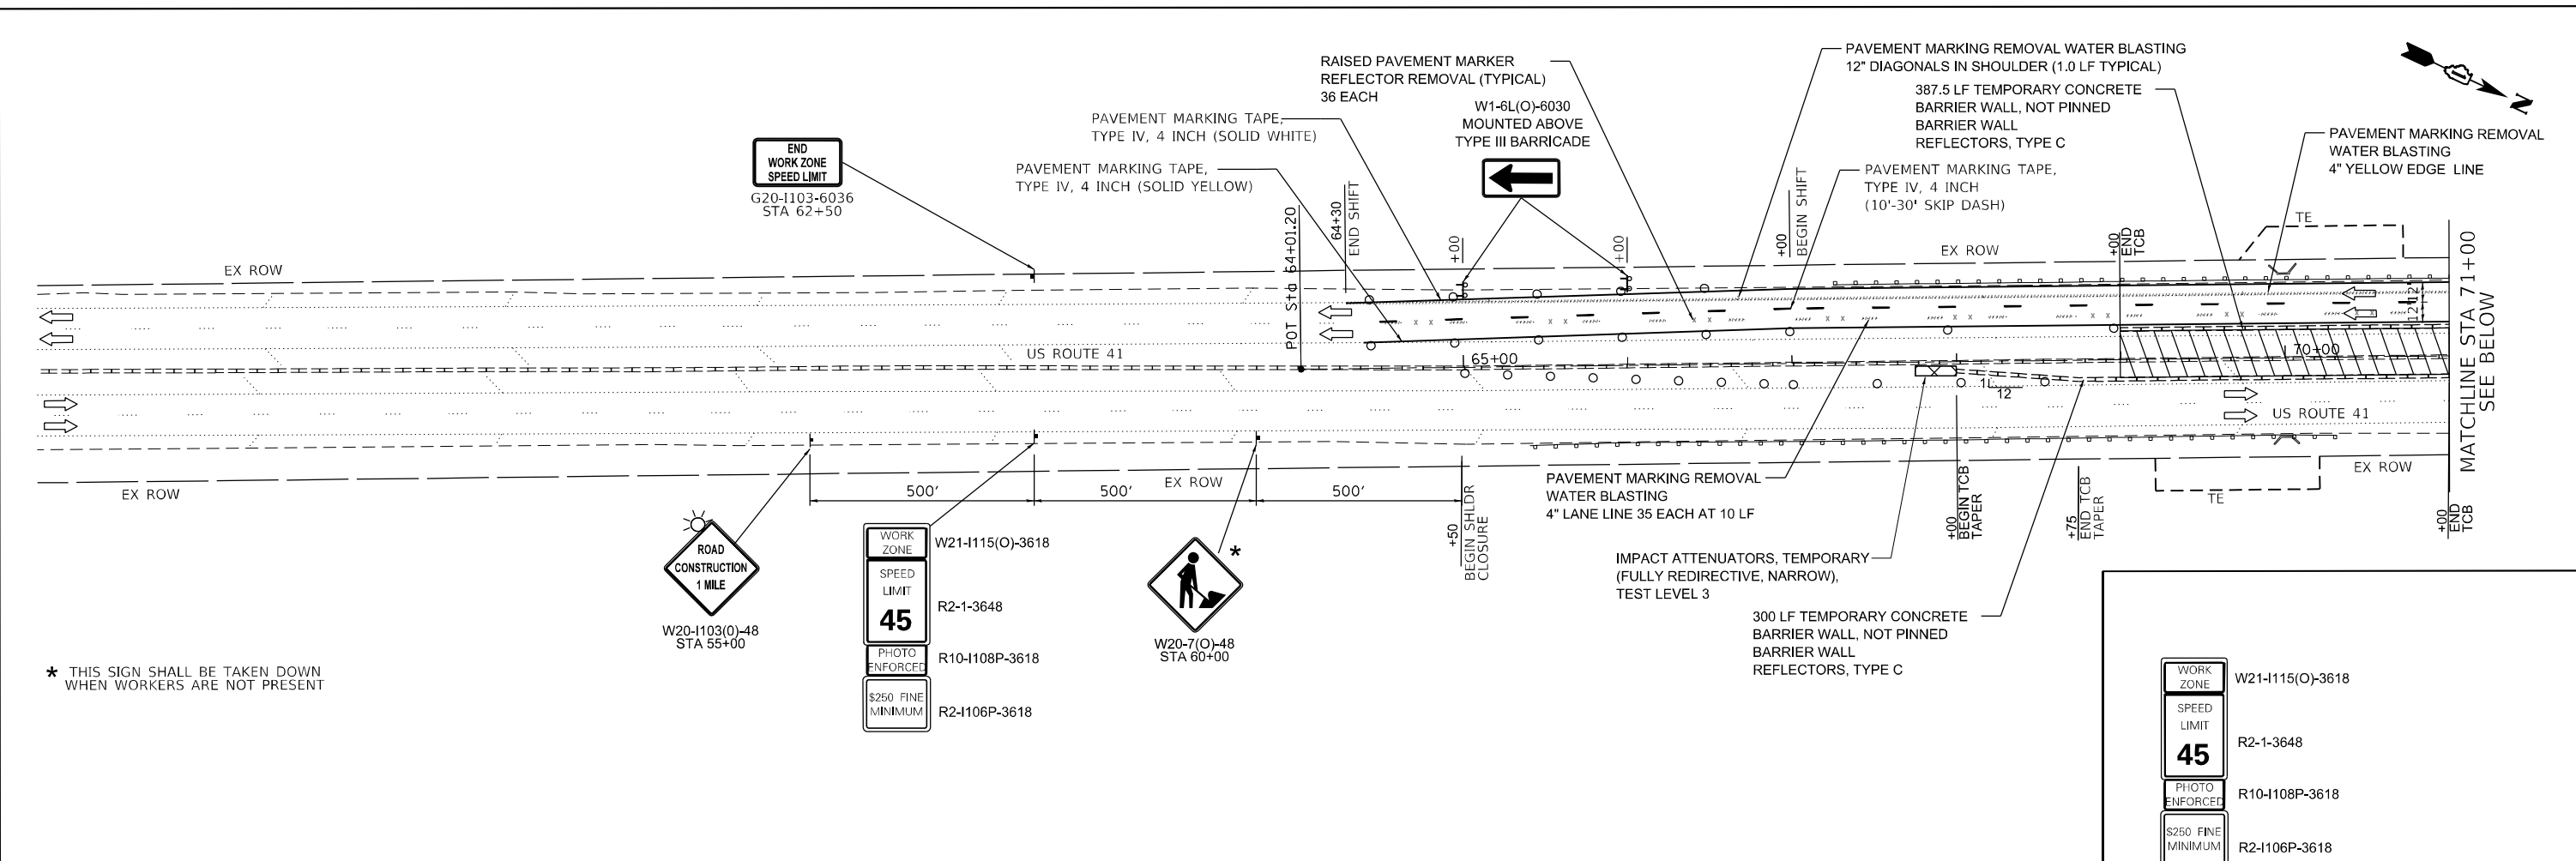 RAISED PAVEMENT MARKER
REFLECTOR REMOVAL (TYPICAL)
36 EACH
PAVEMENT MARKING REMOVAL WATER BLASTING
12" DIAGONALS IN SHOULDER (1.0 LF TYPICAL)
387.5 LF TEMPORARY CONCRETE
BARRIER WALL, NOT PINNED
BARRIER WALL
REFLECTORS, TYPE C
PAVEMENT MARKING REMOVAL
WATER BLASTING
4" YELLOW EDGE LINE
N
PAVEMENT MARKING TAPE,
TYPE IV, 4 INCH (SOLID WHITE)
W1-6L(O)-6030
MOUNTED ABOVE
TYPE III BARRICADE
PAVEMENT MARKING TAPE,
TYPE IV, 4 INCH (SOLID YELLOW)
PAVEMENT MARKING TAPE,
TYPE IV, 4 INCH
(10'-30' SKIP DASH)
END
WORK ZONE
SPEED LIMIT
G20-I103-6036
STA 62+50
POT Sta 64+01.20
64+30
END SHIFT
+00
+00
+00
BEGIN SHIFT
+00
END
TCB
TE
EX ROW
EX ROW
12'
12'
MATCHLINE STA 71+00
SEE BELOW
US ROUTE 41
65+00
70+00
1
12
US ROUTE 41
EX ROW
EX ROW
EX ROW
TE
500'
500'
500'
+50
BEGIN SHLDR
CLOSURE
PAVEMENT MARKING REMOVAL
WATER BLASTING
4" LANE LINE 35 EACH AT 10 LF
+00
BEGIN TCB
TAPER
+75
END TCB
TAPER
+00
END
TCB
IMPACT ATTENUATORS, TEMPORARY
(FULLY REDIRECTIVE, NARROW),
TEST LEVEL 3
300 LF TEMPORARY CONCRETE
BARRIER WALL, NOT PINNED
BARRIER WALL
REFLECTORS, TYPE C
ROAD
CONSTRUCTION
1 MILE
W20-I103(0)-48
STA 55+00
WORK
ZONE
W21-I115(O)-3618
SPEED
LIMIT
45
R2-1-3648
PHOTO
ENFORCED
R10-I108P-3618
$250 FINE
MINIMUM
R2-I106P-3618
*
W20-7(O)-48
STA 60+00
* THIS SIGN SHALL BE TAKEN DOWN
WHEN WORKERS ARE NOT PRESENT
WORK
ZONE
W21-I115(O)-3618
SPEED
LIMIT
45
R2-1-3648
PHOTO
ENFORCED
R10-I108P-3618
$250 FINE
MINIMUM
R2-I106P-3618